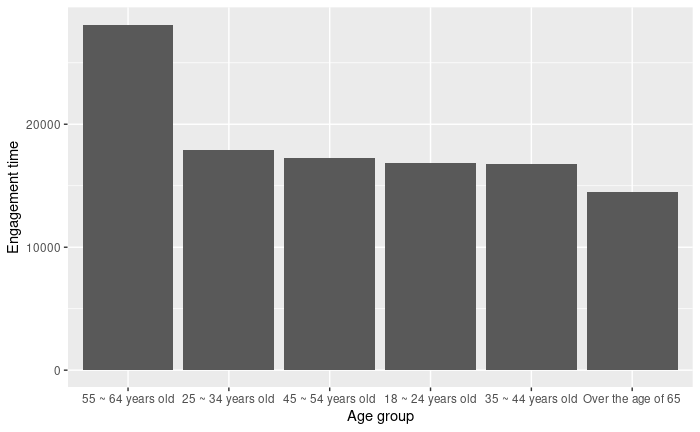 Engagement time
20000
10000
0
55 ~ 64 years old 25 ~ 34 years old 45 ~ 54 years old 18 ~ 24 years old 35 ~ 44 years old Over the age of 65
Age group